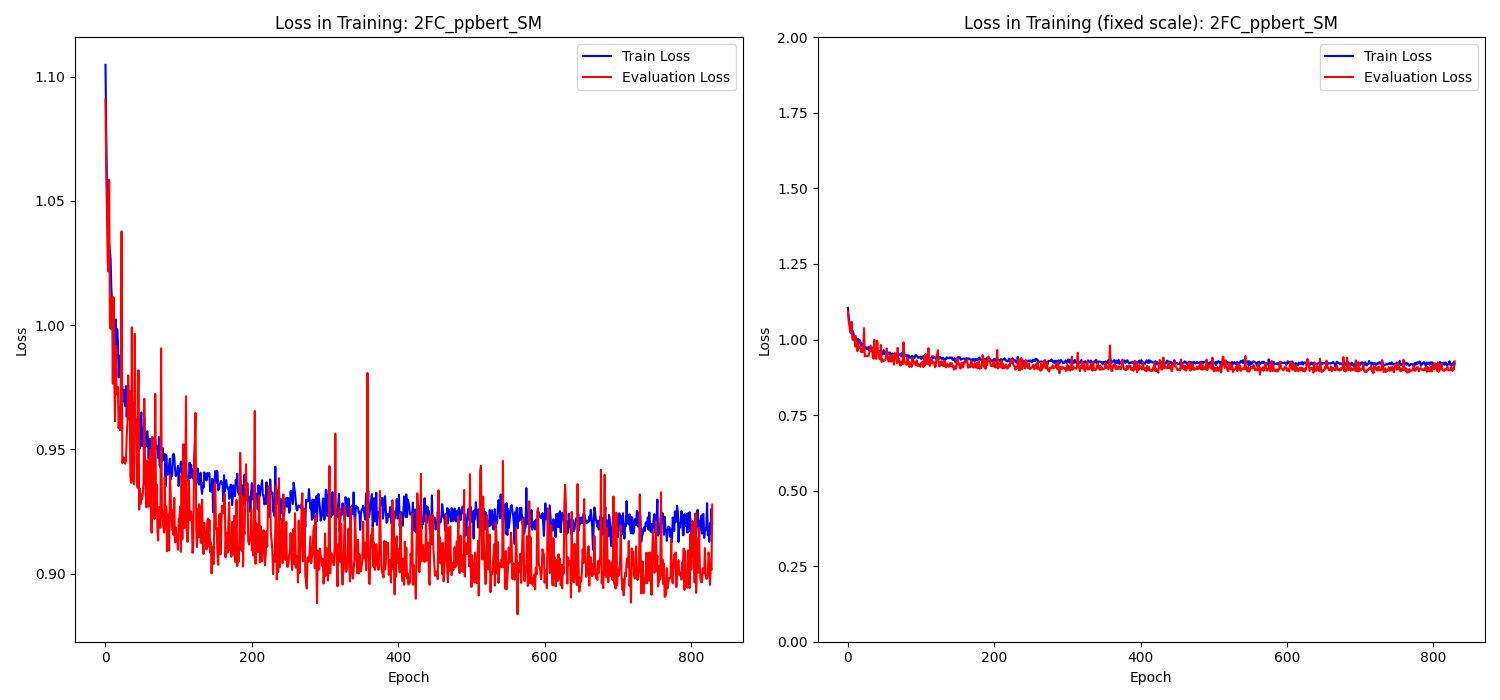 Loss in Training: 2FC_ppbert_SM
Train Loss
Evaluation Loss
1.10
1.05
1.00
0.95
0.90
Loss
0
200
400
600
800
Epoch
Loss in Training (fixed scale): 2FC_ppbert_SM
Train Loss
Evaluation Loss
2.00
1.75
1.50
1.25
1.00
0.75
0.50
0.25
0.00
Loss
0
200
400
600
800
Epoch